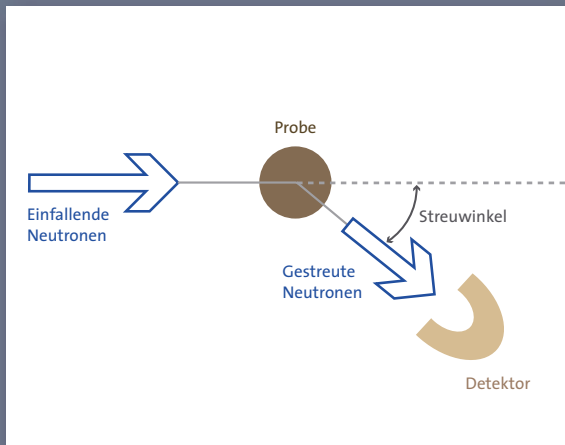 Probe
Einfallende
Neutronen
Streuwinkel
Gestreute
Neutronen
Detektor